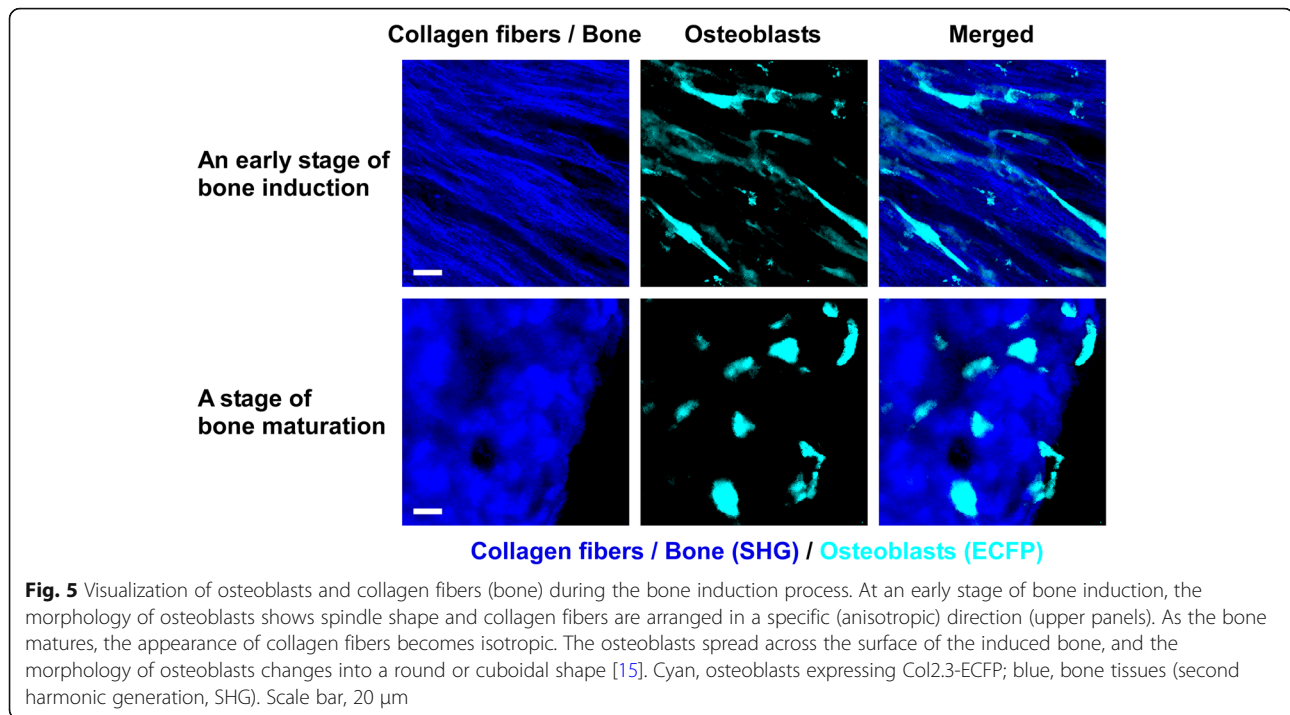 Collagen fibers / Bone Osteoblasts Merged
An early stage of
bone induction
A stage of
bone maturation
Collagen fibers / Bone (SHG) / Osteoblasts (ECFP)
Fig. 5 Visualization of osteoblasts and collagen fibers (bone) during the bone induction process. At an early stage of bone induction, the
morphology of osteoblasts shows spindle shape and collagen fibers are arranged in a specific (anisotropic) direction (upper panels). As the bone
matures, the appearance of collagen fibers becomes isotropic. The osteoblasts spread across the surface of the induced bone, and the
morphology of osteoblasts changes into a round or cuboidal shape [15]. Cyan, osteoblasts expressing Col2.3-ECFP; blue, bone tissues (second
harmonic generation, SHG). Scale bar, 20 μm